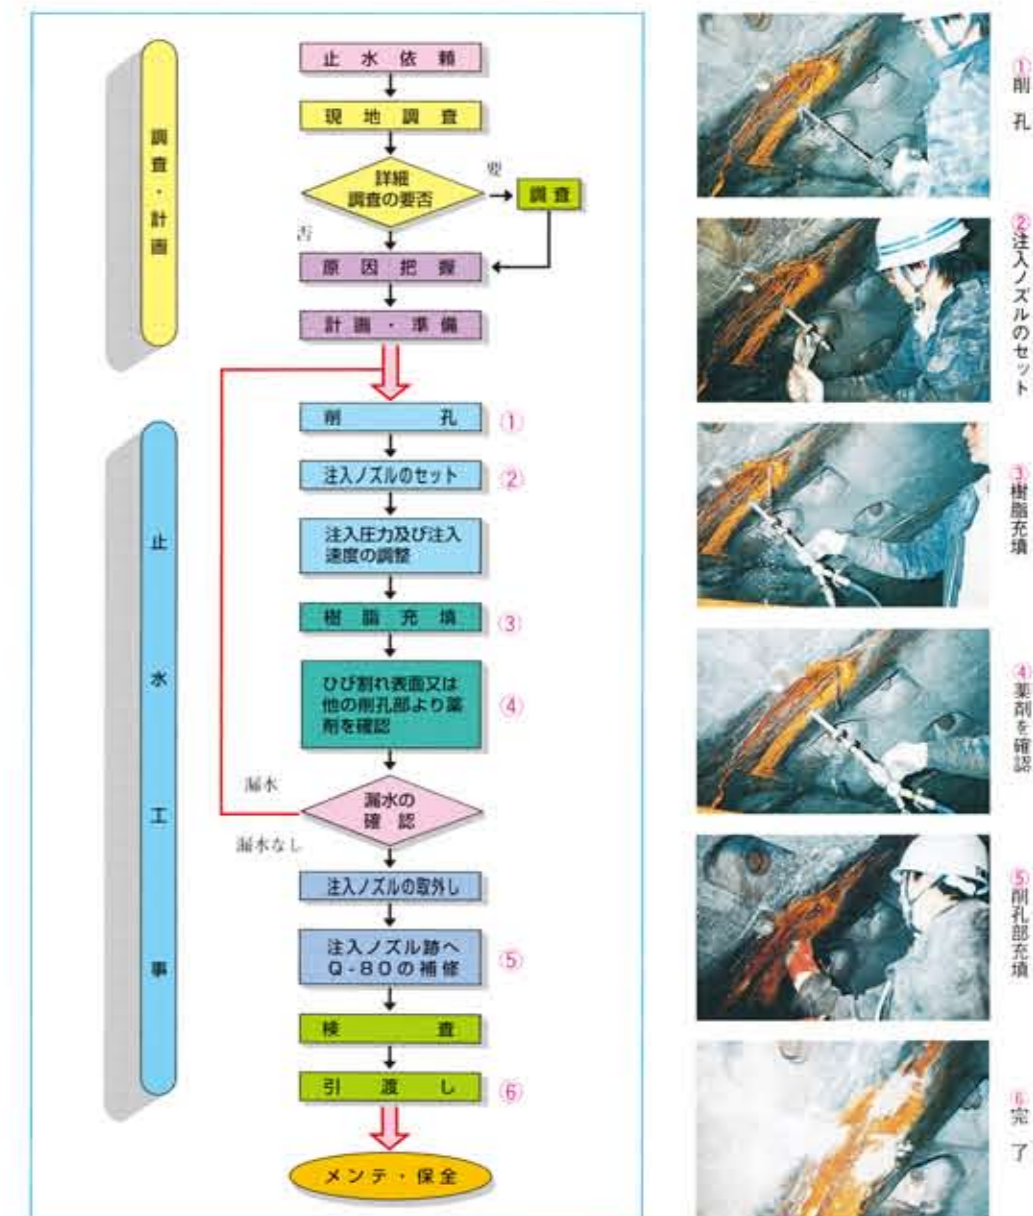 調査・計画
止水依頼
現地調査
詳細
調査の要否
要
調査
否
原因把握
計画・準備
止水工事
削孔 ①
注入ノズルのセット ②
注入圧力及び注入
速度の調整
樹脂充填 ③
ひび割れ表面又は
他の削孔部より薬
剤を確認 ④
漏水
漏水の
確認
漏水なし
注入ノズルの取外し
注入ノズル跡へ
Q-80の補修 ⑤
検査
引渡し ⑥
メンテ・保全
①削孔
②注入ノズルのセット
③樹脂充填
④薬剤を確認
⑤削孔部充填
⑥完了